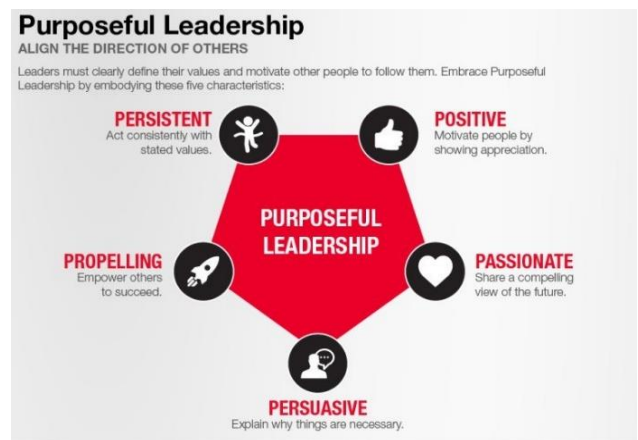 Purposeful Leadership
ALIGN THE DIRECTION OF OTHERS
Leaders must clearly define their values and motivate other people to follow them. Embrace Purposeful
Leadership by embodying these five characteristics:
PERSISTENT
Act consistently with
stated values.
POSITIVE
Motivate people by
showing appreciation.
PURPOSEFUL
LEADERSHIP
PROPELLING
Empower others
to succeed.
PASSIONATE
Share a compelling
view of the future.
PERSUASIVE
Explain why things are necessary.